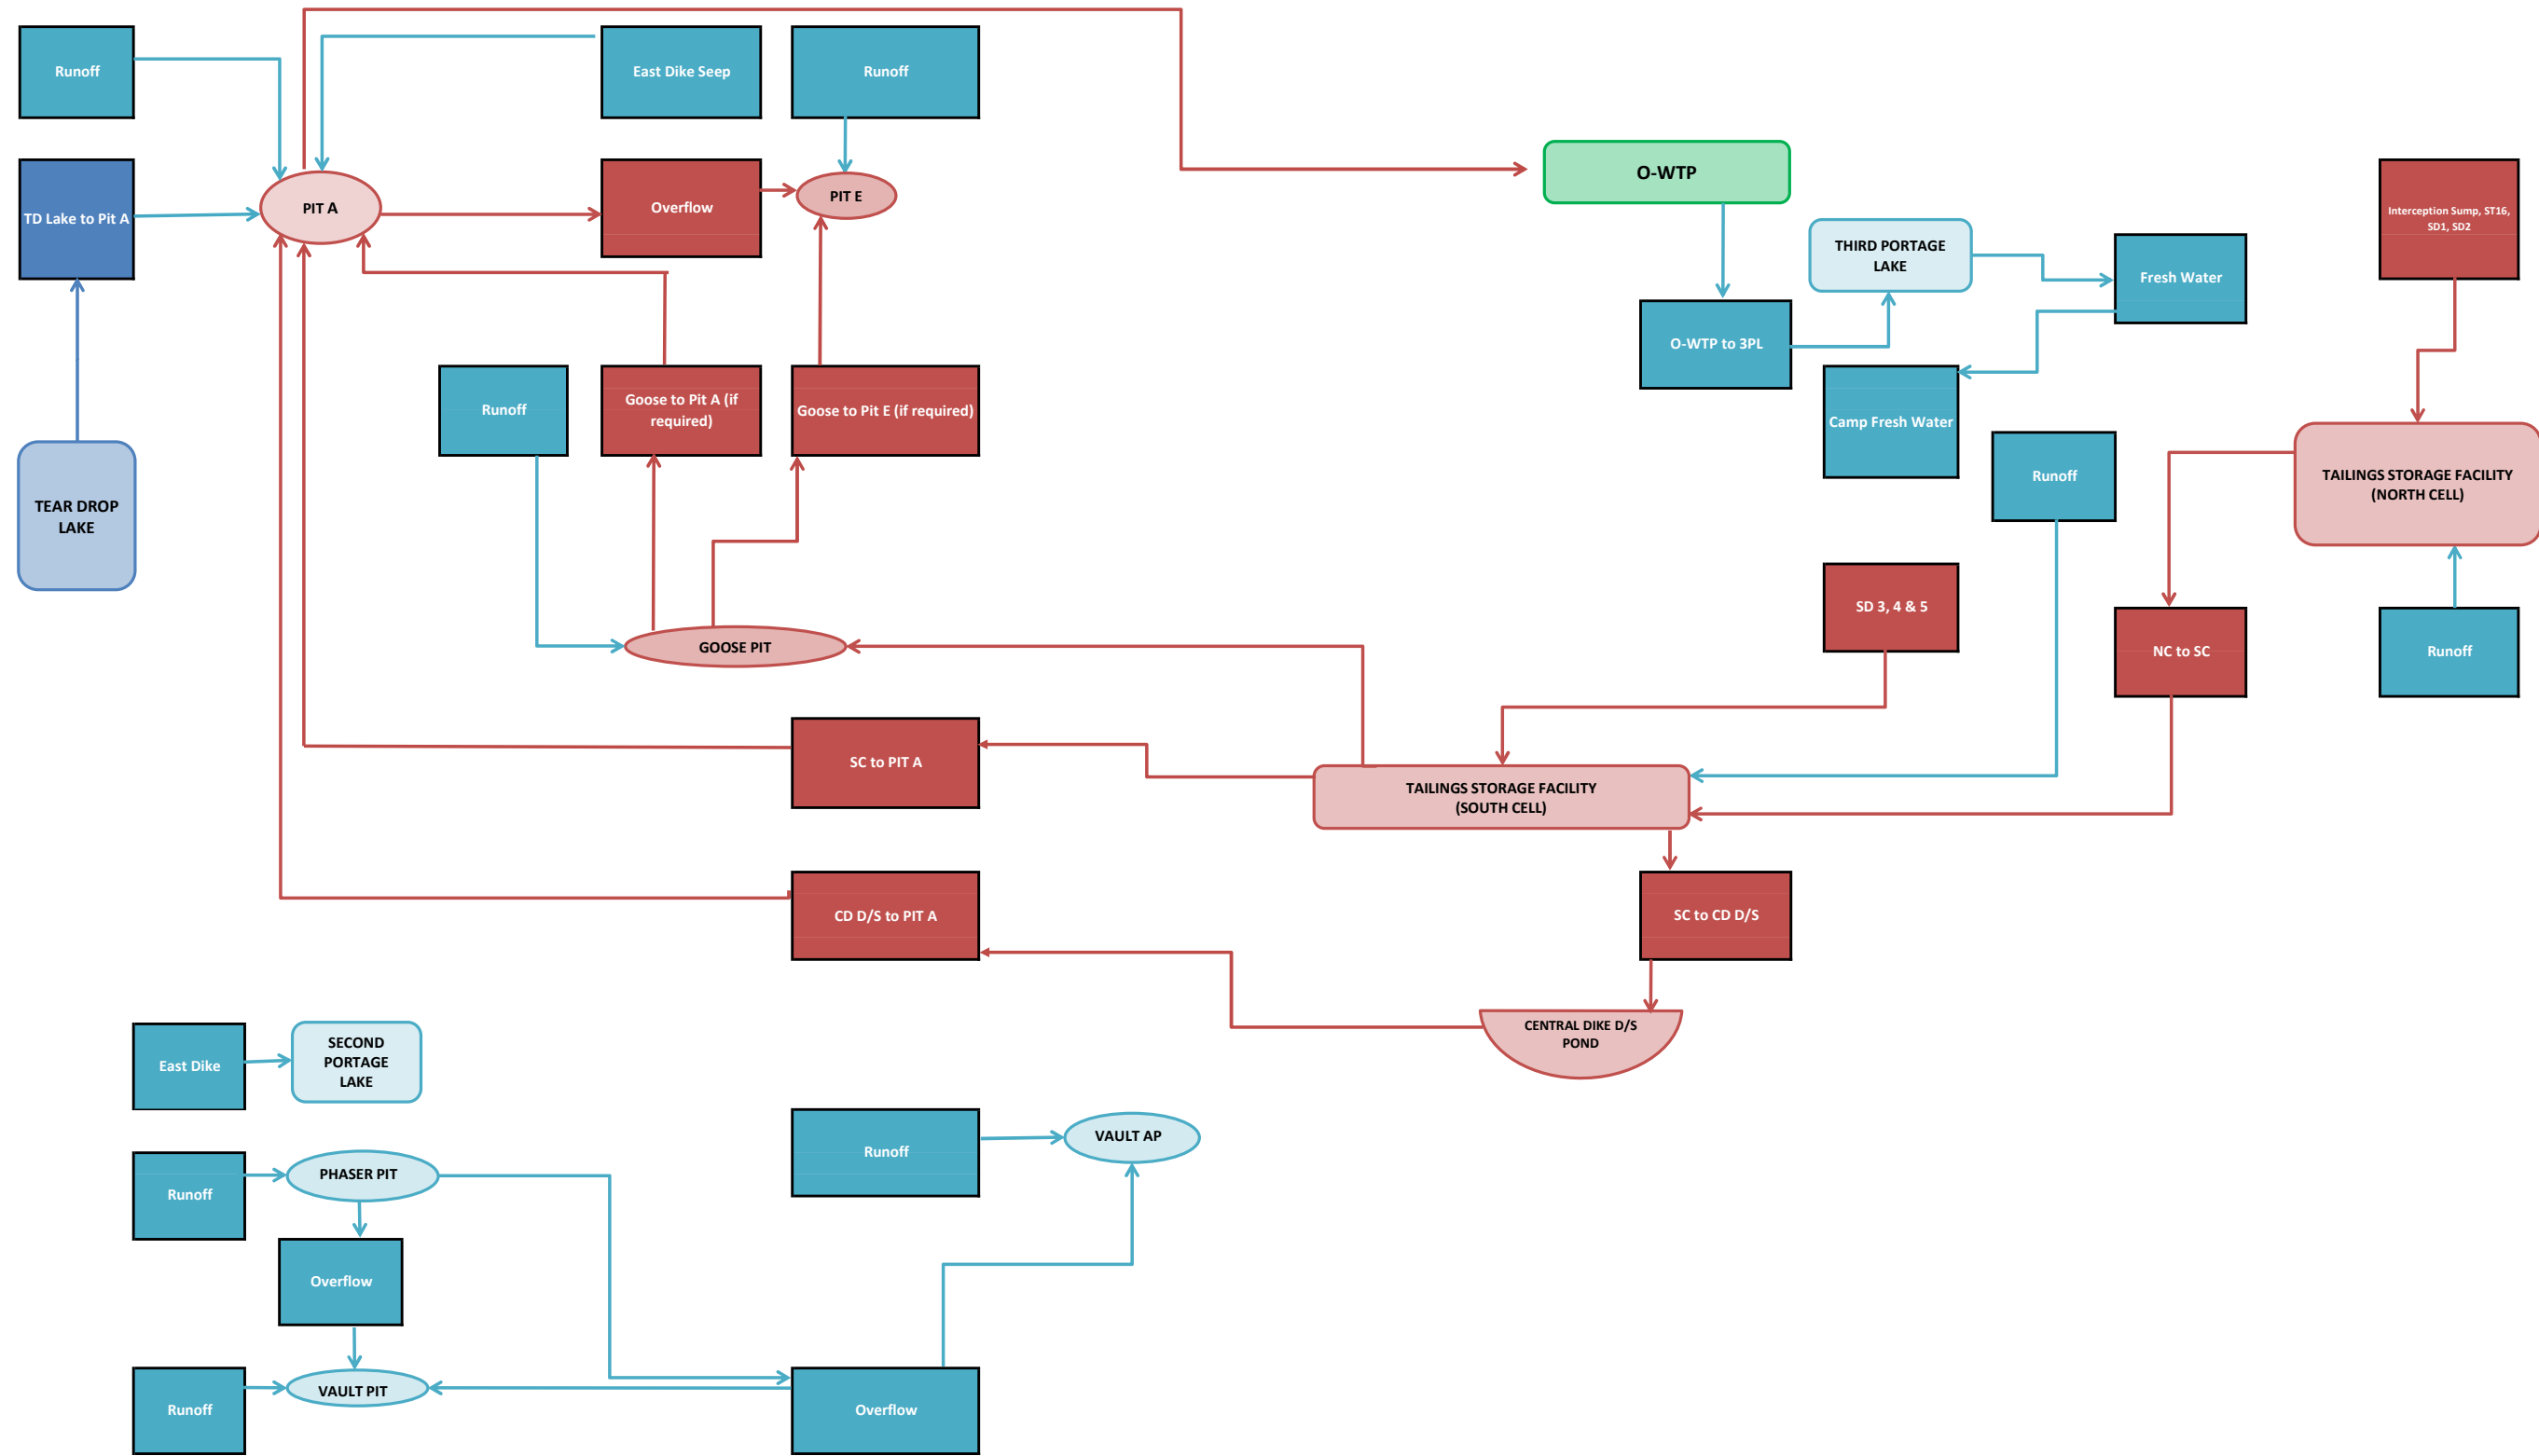 Runoff
East Dike Seep
Runoff
O-WTP
TD Lake to Pit A
PIT A
Overflow
PIT E
Interception Sump, ST16,
SD1, SD2
THIRD PORTAGE
LAKE
Fresh Water
O-WTP to 3PL
Runoff
Goose to Pit A (if
required)
Goose to Pit E (if required)
Camp Fresh Water
Runoff
TAILINGS STORAGE FACILITY
(NORTH CELL)
TEAR DROP
LAKE
SD 3, 4 & 5
GOOSE PIT
NC to SC
Runoff
SC to PIT A
TAILINGS STORAGE FACILITY
(SOUTH CELL)
CD D/S to PIT A
SC to CD D/S
CENTRAL DIKE D/S
POND
East Dike
SECOND
PORTAGE
LAKE
Runoff
VAULT AP
Runoff
PHASER PIT
Overflow
Runoff
VAULT PIT
Overflow